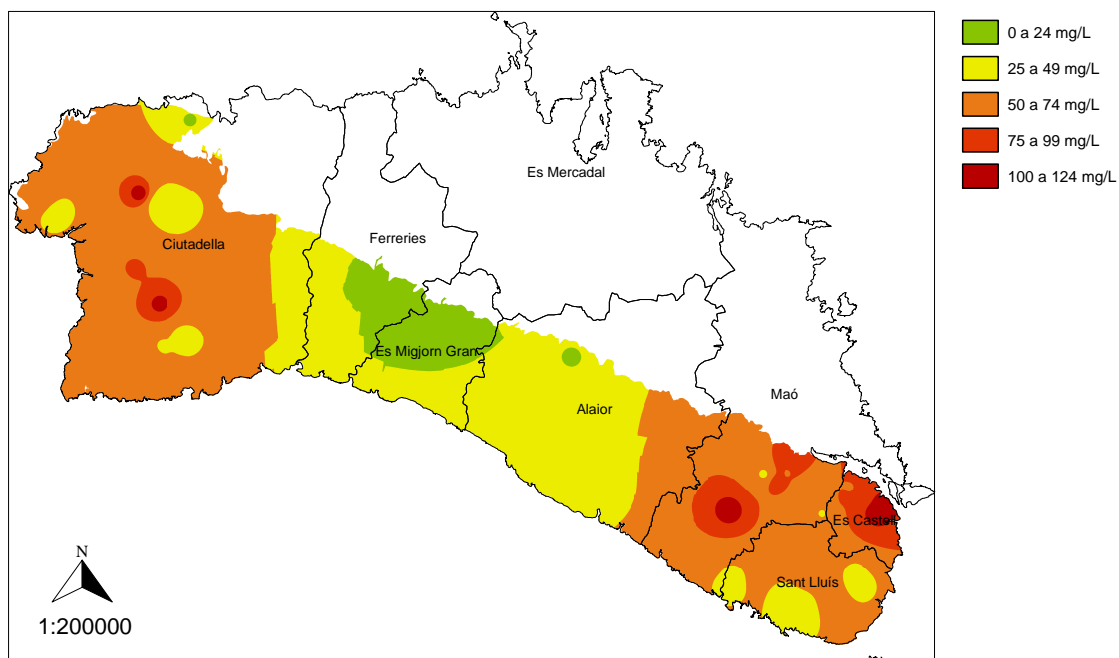 0 a 24 mg/L
25 a 49 mg/L
50 a 74 mg/L
75 a 99 mg/L
100 a 124 mg/L
Es Mercadal
Ferreries
Ciutadella
Es Migjorn Gran
Alaior
Maó
Es Castell
Sant Lluís
N
1:200000